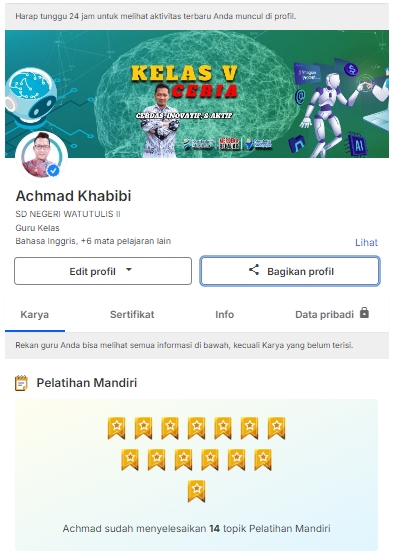 Harap tunggu 24 jam untuk melihat aktivitas terbaru Anda muncul di profil.
KELAS V
CERIA
CERDAS, INOVATIF, & AKTIF
Achmad Khabibi
SD NEGERI WATUTULIS II
Guru Kelas
Bahasa Inggris, +6 mata pelajaran lain
Lihat
Edit profil
Bagikan profil
Karya
Sertifikat
Info
Data pribadi
Rekan guru Anda bisa melihat semua informasi di bawah, kecuali Karya yang belum terisi.
Pelatihan Mandiri
Achmad sudah menyelesaikan 14 topik Pelatihan Mandiri